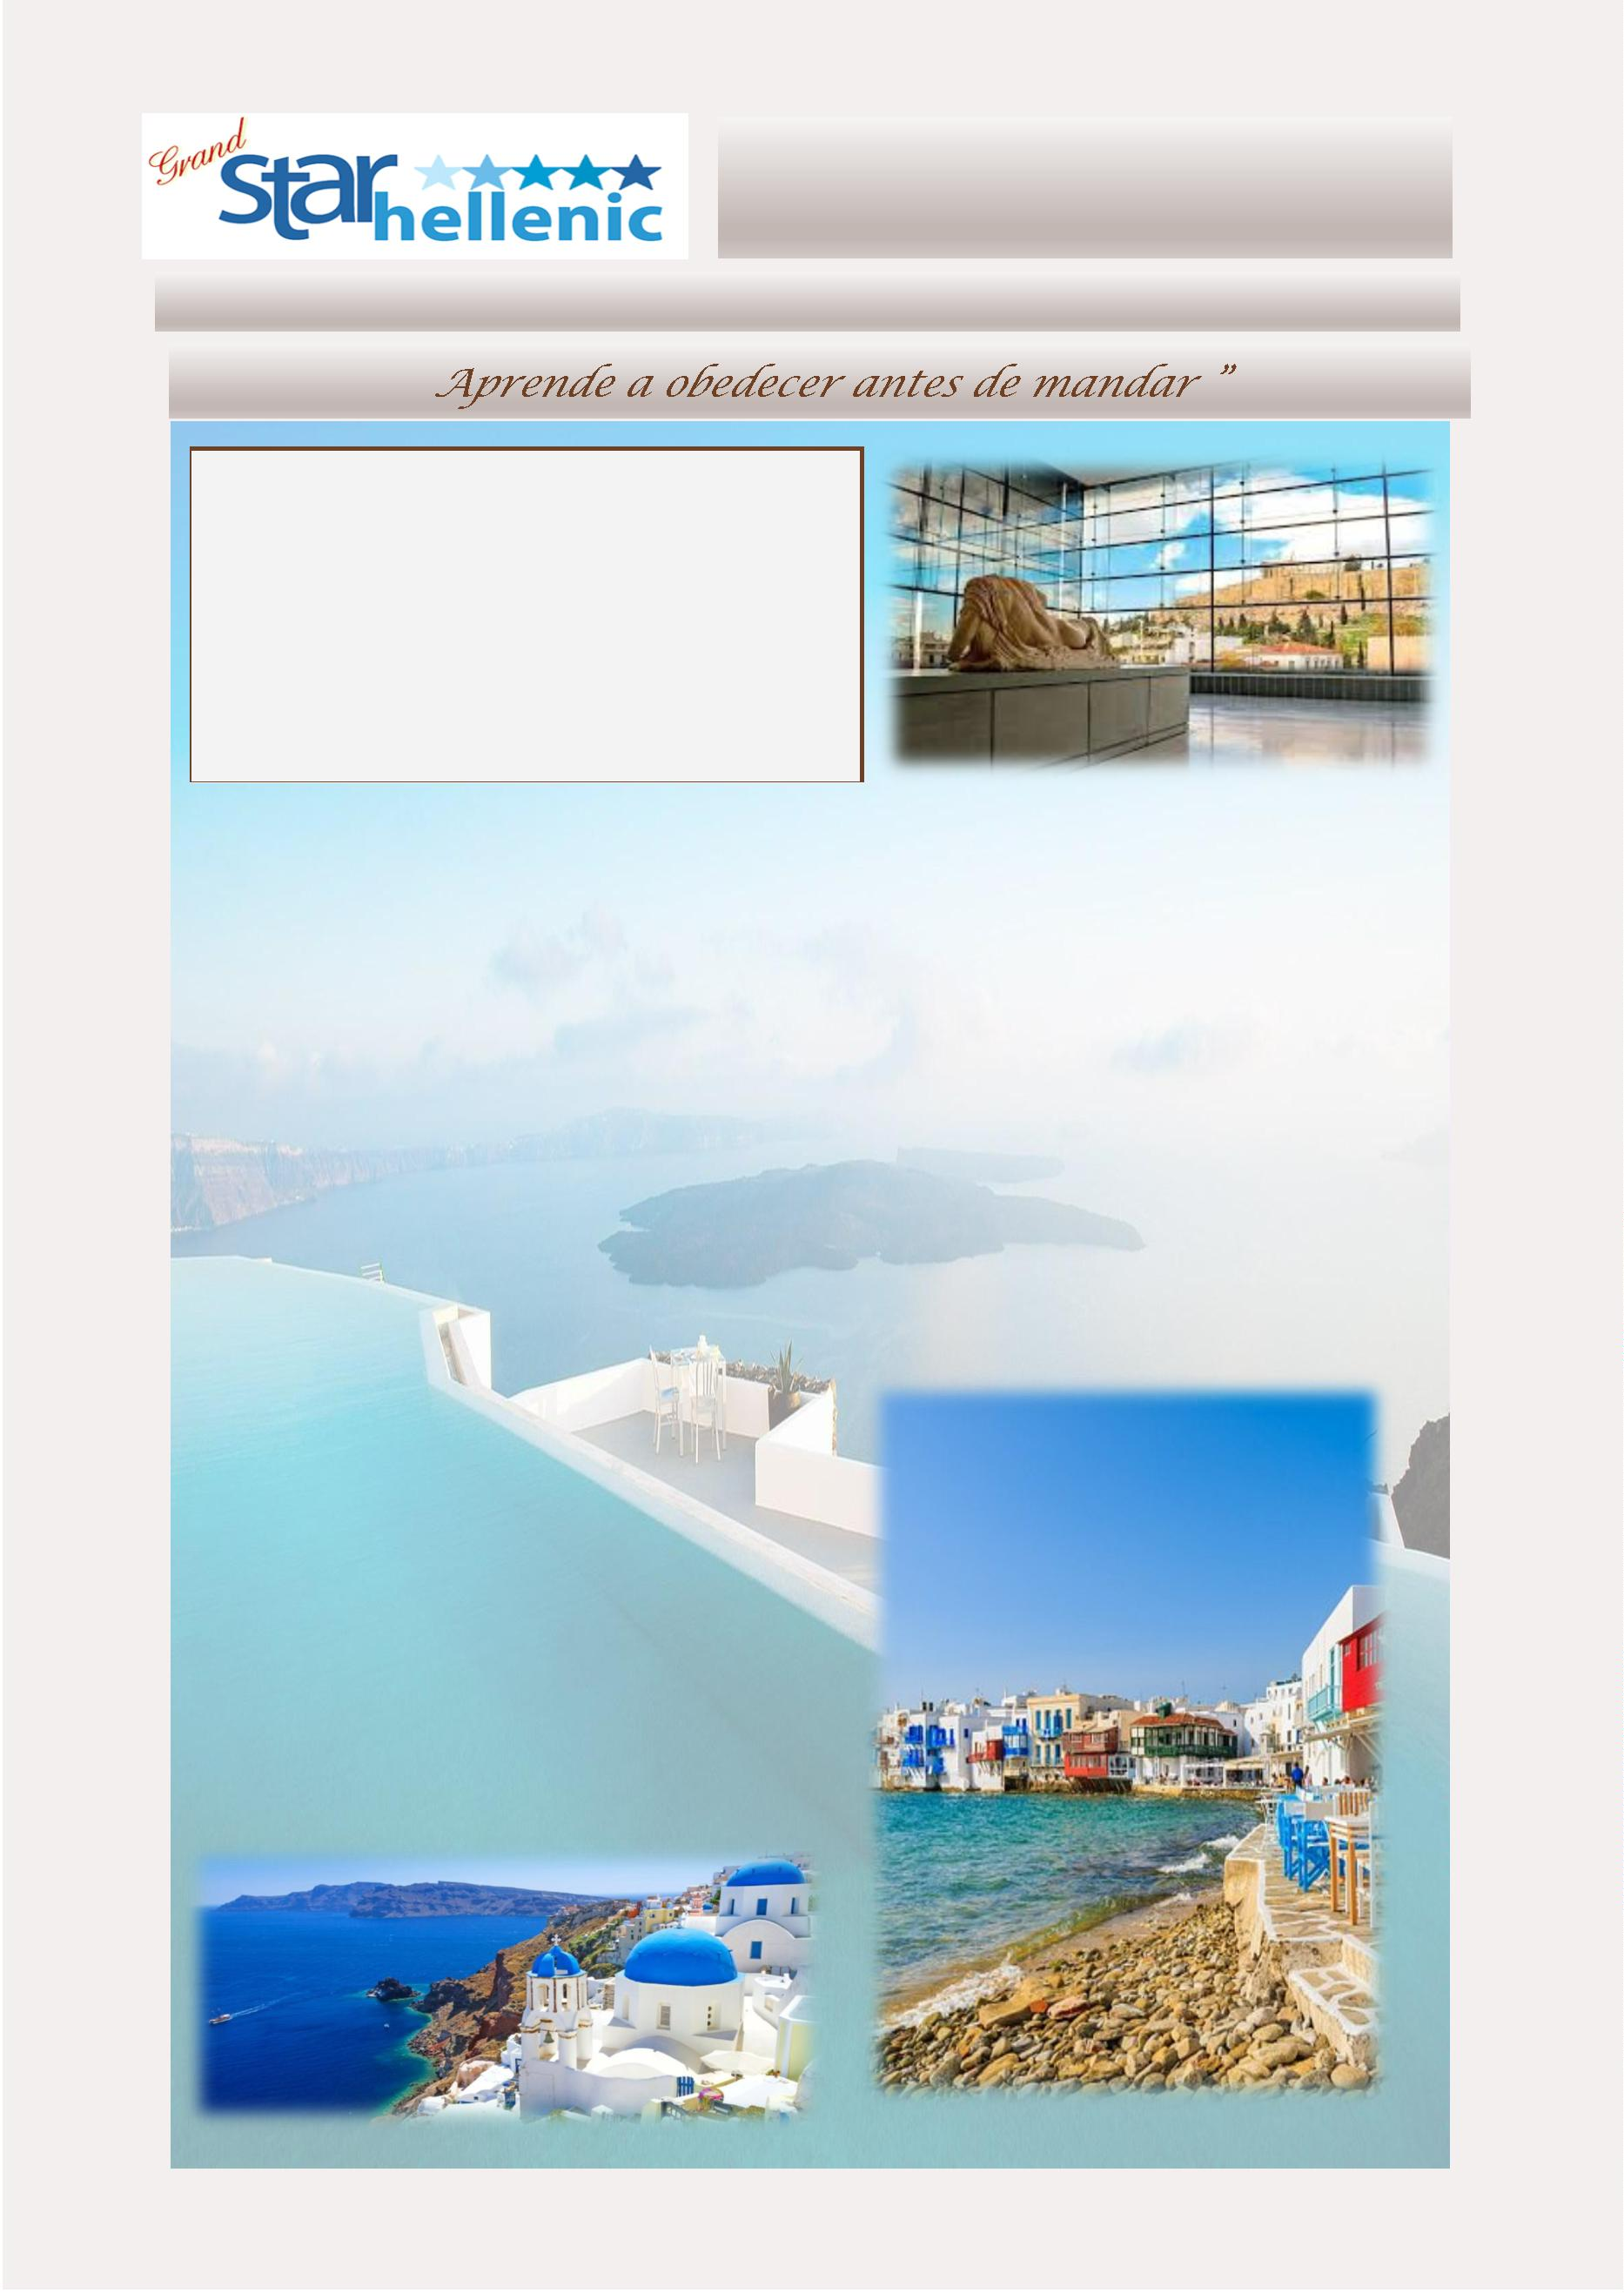 Grand
Star
hellenic
Aprende a obedecer antes de mandar ”